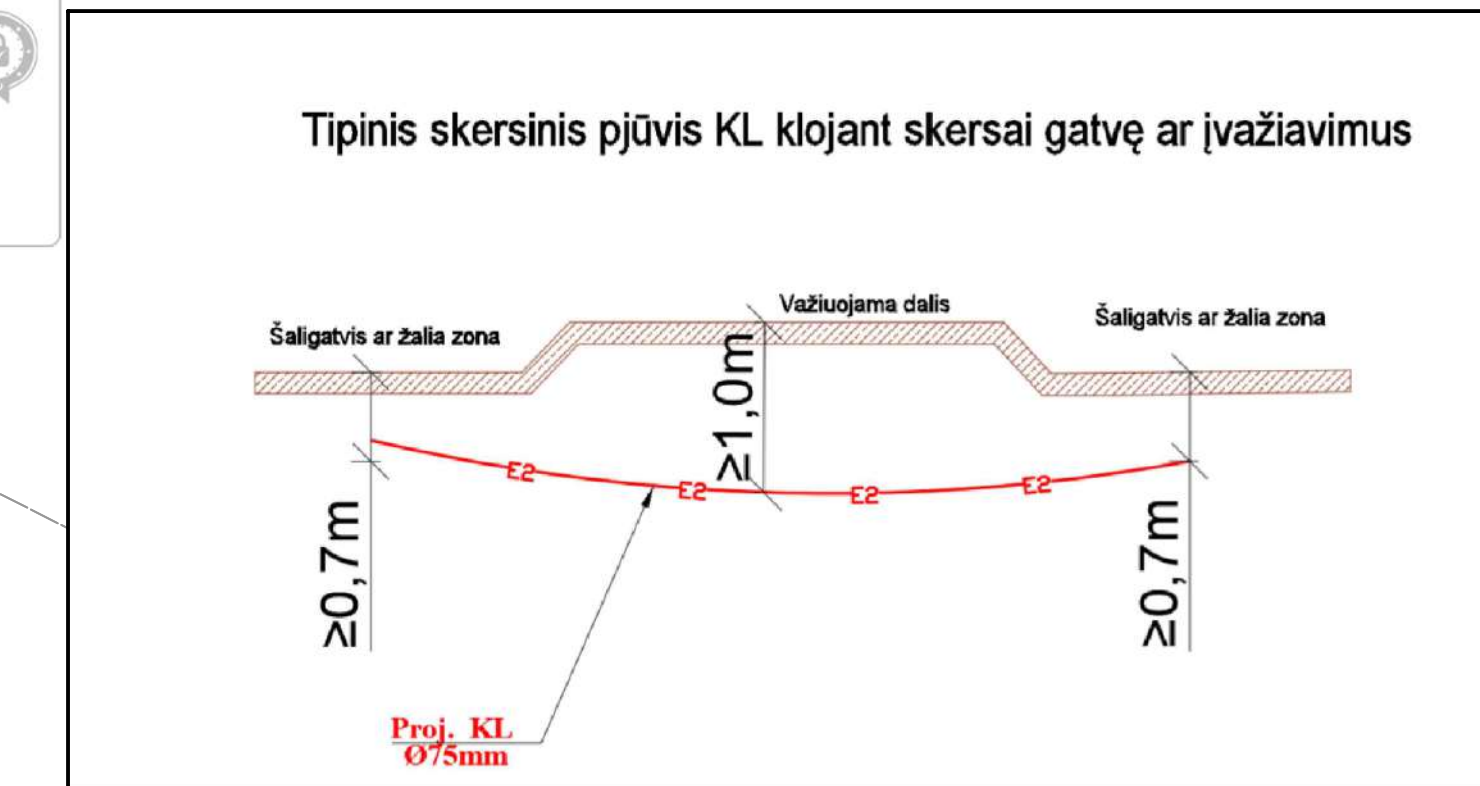 Tipinis skersinis pjūvis KL klojant skersai gatvę ar įvažiavimus
Šaligatvis ar žalia zona
Važiuojama dalis
Šaligatvis ar žalia zona
≥0,7m
≥1,0m
≥0,7m
E2
E2
E2
E2
Proj. KL
Ø75mm